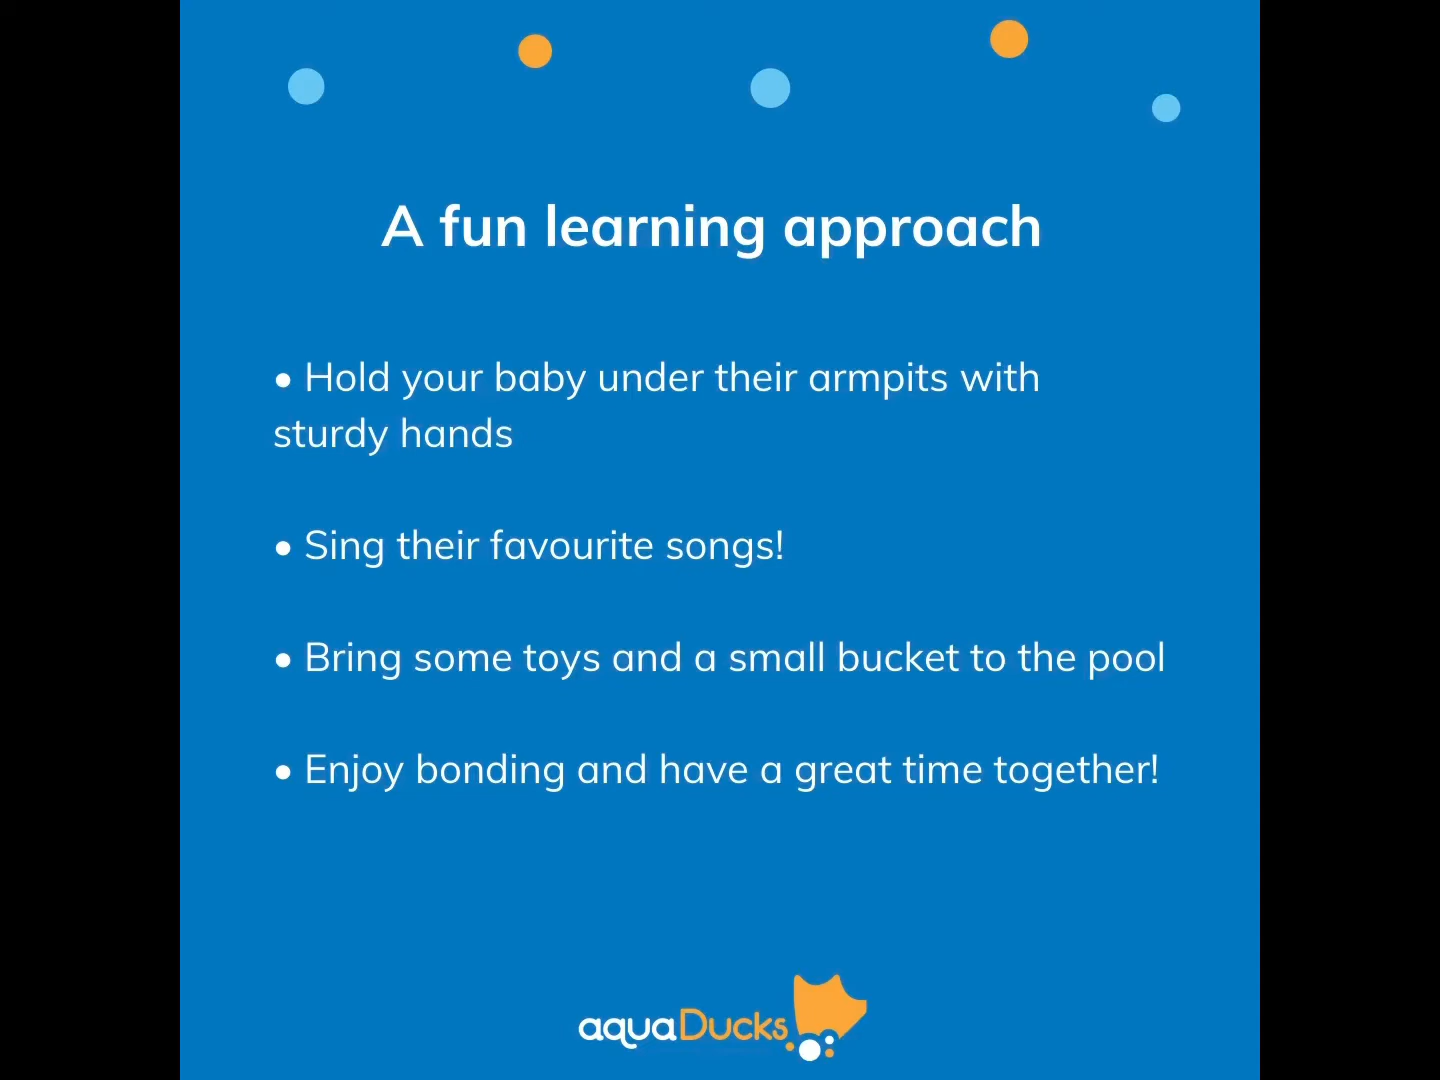 A fun learning approach
• Hold your baby under their armpits with
sturdy hands
• Sing their favourite songs!
• Bring some toys and a small bucket to the pool
• Enjoy bonding and have a great time together!
aquaDucks